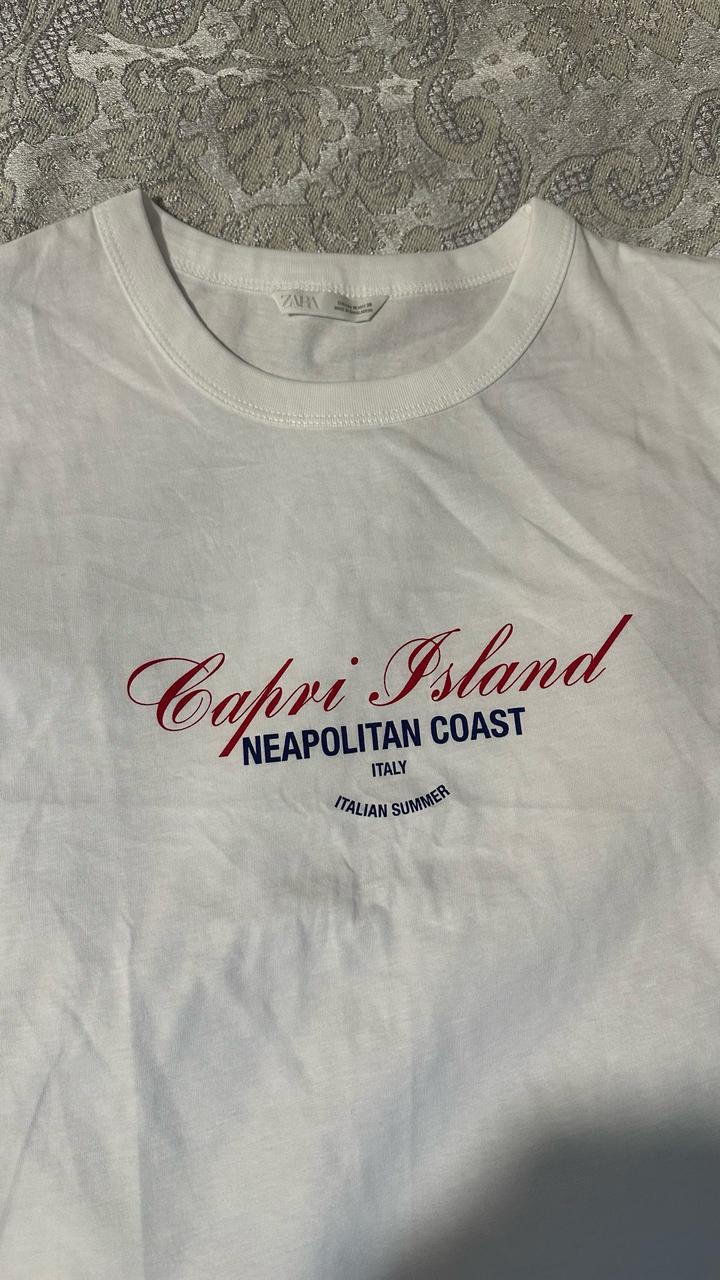 ZARA
Capri Island
NEAPOLITAN COAST
ITALY
ITALIAN SUMMER